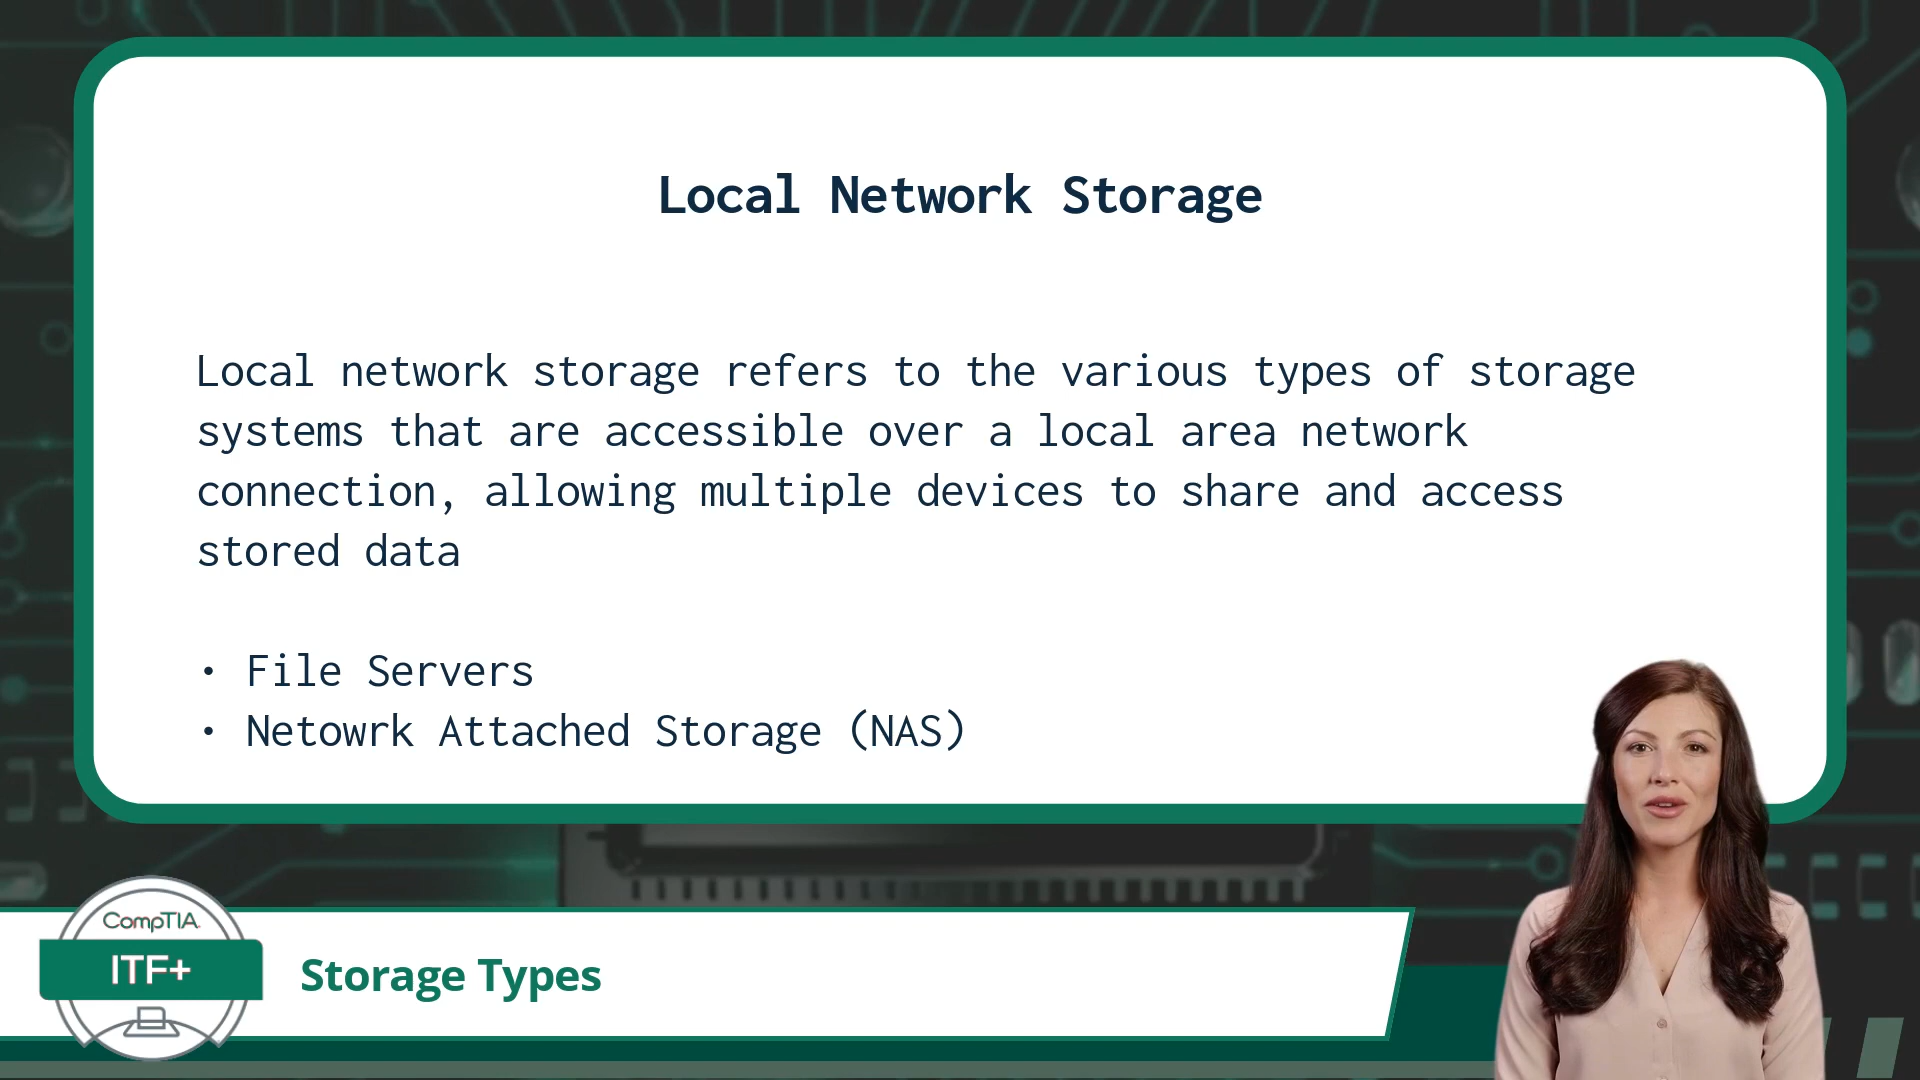 Local Network Storage
Local network storage refers to the various types of storage
systems that are accessible over a local area network
connection, allowing multiple devices to share and access
stored data
• File Servers
• Netowrk Attached Storage (NAS)
CompTIA
ITF+
Storage Types